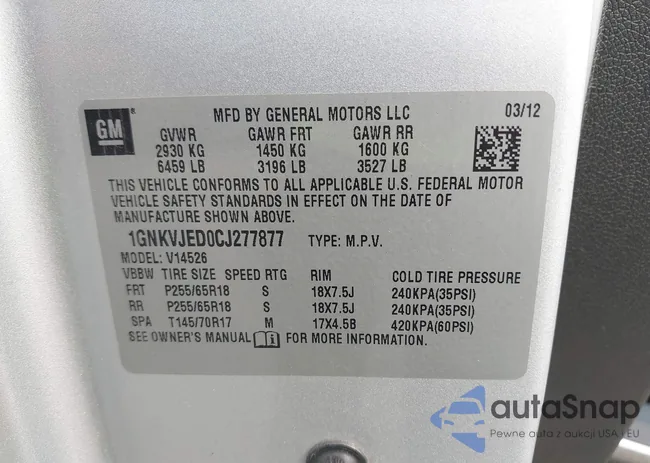 MFD BY GENERAL MOTORS LLC 03/12
GM
GVWR GAWR FRT GAWR RR
2930 KG 1450 KG 1600 KG
6459 LB 3196 LB 3527 LB
THIS VEHICLE CONFORMS TO ALL APPLICABLE U.S. FEDERAL MOTOR
VEHICLE SAFETY STANDARDS IN EFFECT ON THE DATE OF
MANUFACTURE SHOWN ABOVE.
1GNKVJED0CJ277877 TYPE: M.P.V.
MODEL: V14526
VBBW TIRE SIZE SPEED RTG RIM COLD TIRE PRESSURE
FRT P255/65R18 S 18X7.5J 240KPA(35PSI)
RR P255/65R18 S 18X7.5J 240KPA(35PSI)
SPA T145/70R17 M 17X4.5B 420KPA(60PSI)
SEE OWNER'S MANUAL FOR MORE INFORMATION.
autaSnap
Pewne auta z aukcji USA i EU